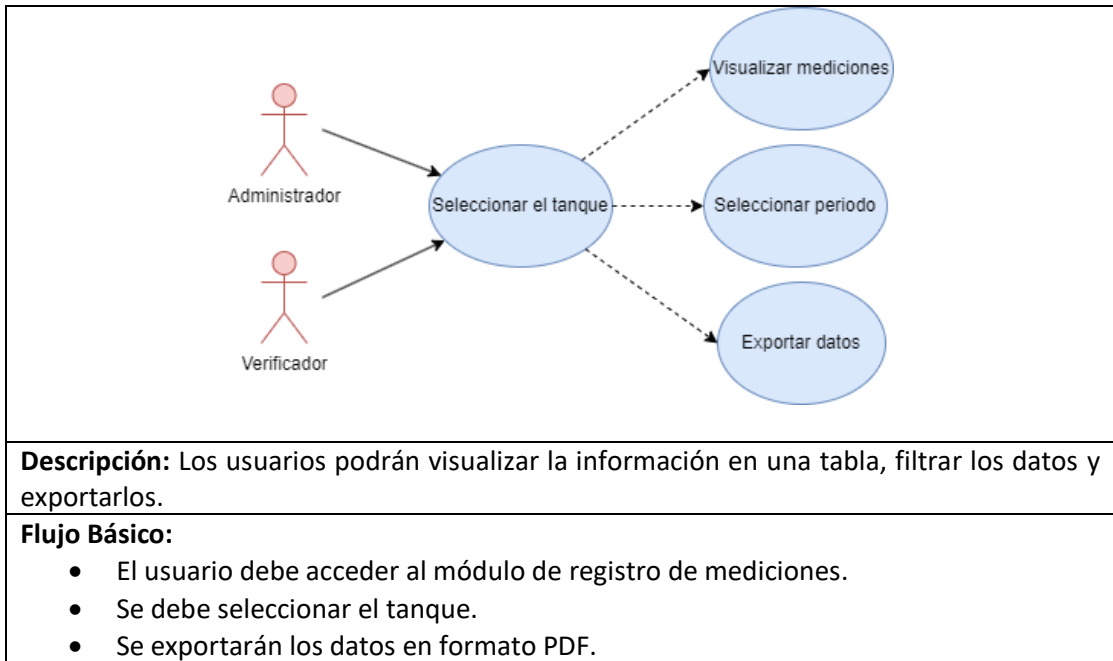 Visualizar mediciones
Administrador
Seleccionar el tanque
Seleccionar periodo
Verificador
Exportar datos
Descripción: Los usuarios podrán visualizar la información en una tabla, filtrar los datos y
exportarlos.
Flujo Básico:
• El usuario debe acceder al módulo de registro de mediciones.
• Se debe seleccionar el tanque.
• Se exportarán los datos en formato PDF.